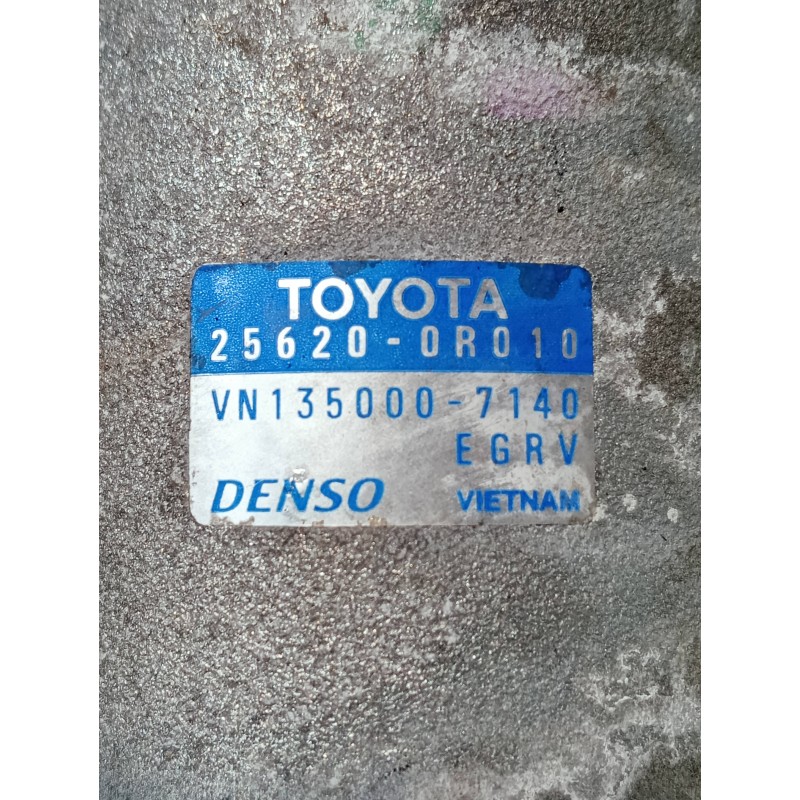 TOYOTA
25620-0R010
VN135000-7140
EGRV
DENSO VIETNAM